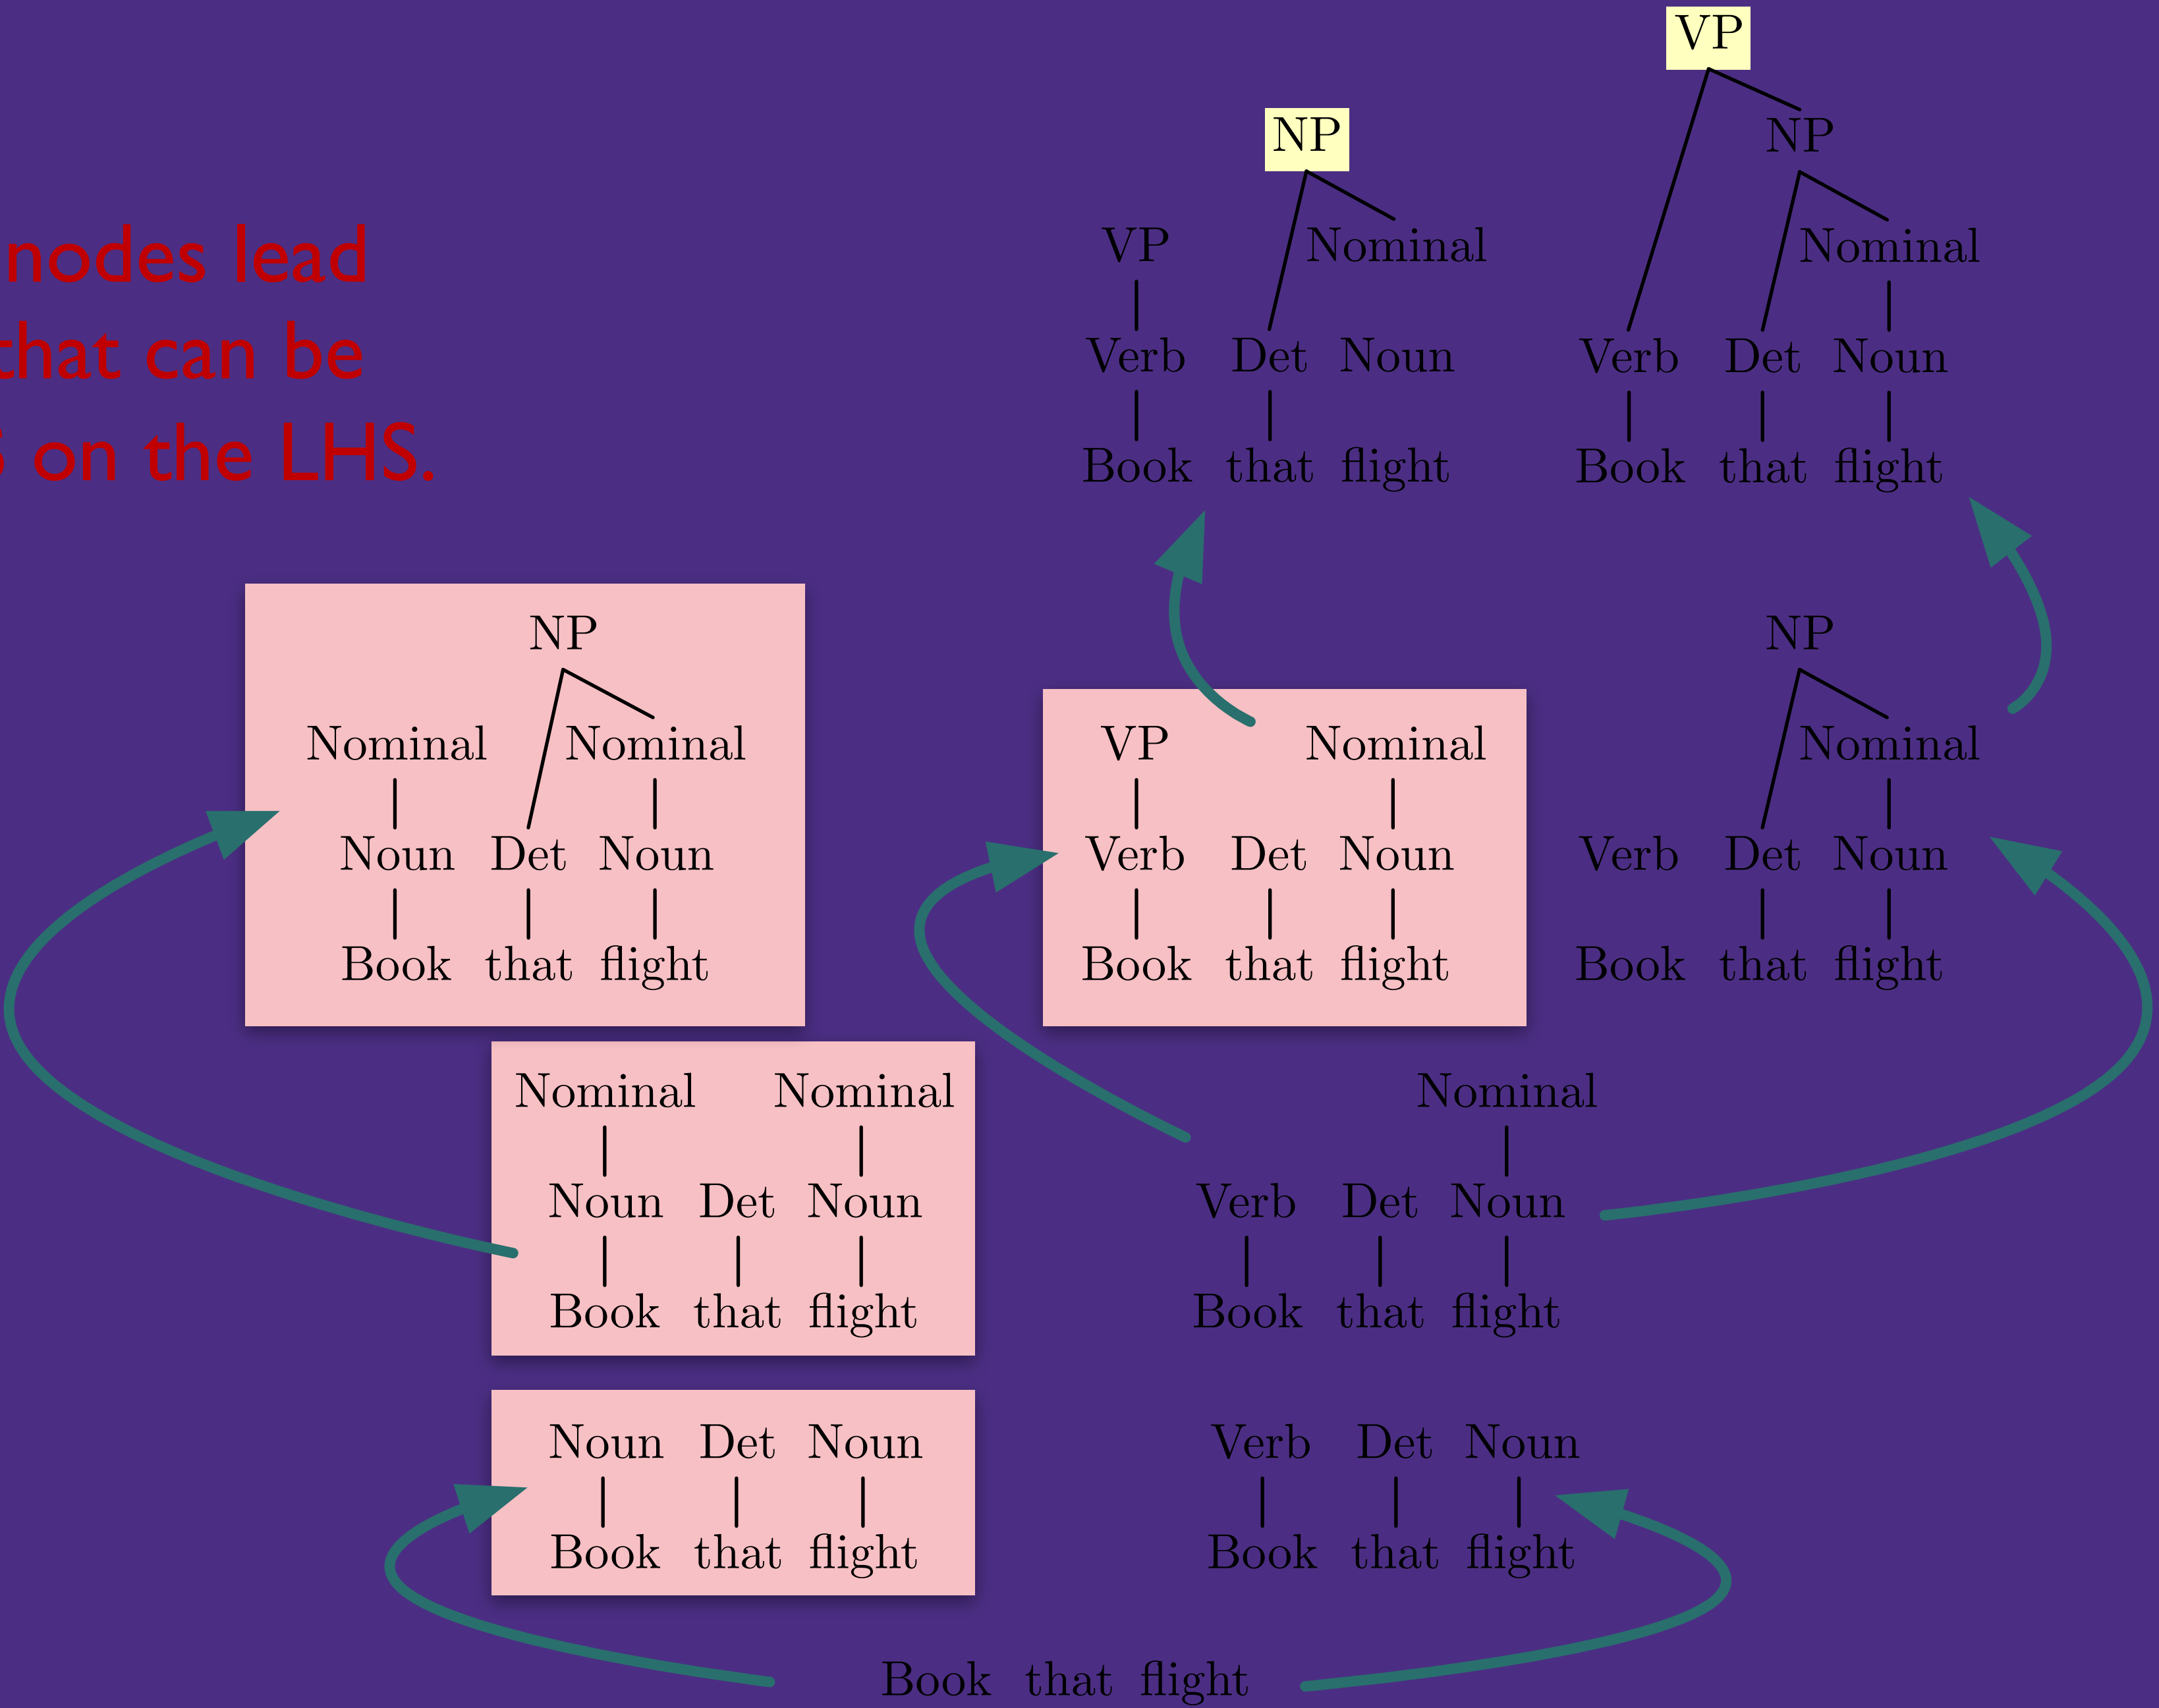 VP
NP
NP
VP Nominal Nominal
nodes lead
Verb Det Noun Verb Det Noun
that can be
Book that flight Book that flight
on the LHS.
NP NP
Nominal Nominal VP Nominal Nominal
Noun Det Noun Verb Det Noun Verb Det Noun
Book that flight Book that flight Book that flight
Nominal Nominal Nominal
Noun Det Noun Verb Det Noun
Book that flight Book that flight
Noun Det Noun Verb Det Noun
Book that flight Book that flight
Book that flight